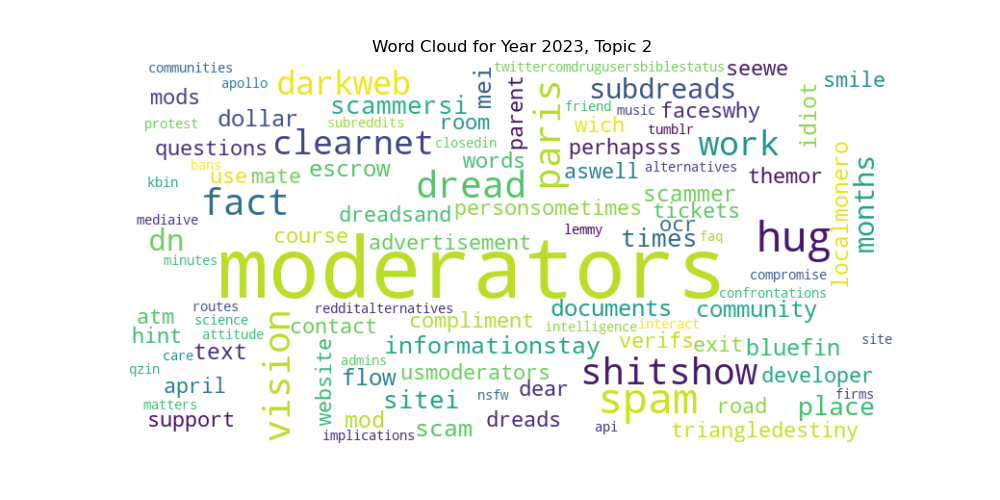 Word Cloud for Year 2023, Topic 2
communities
apollo
darkweb
mei
twittercomdrugusersbiblestatus
seewe
smile
mods
dollar
scammersi
parent
paris
subdreads
friend
music
faceswhy
idiot
protest
subreddits
room
wich
tumblr
questions
clearnet
closedin
perhapsss
work
bans
use
mate
escrow
words
aswell
alternatives
themor
kbin
fact
dread
scammer
localmonero
months
mediaive
dreadsand
personsometimes
tickets
dn
course
advertisement
lemmy
ocr
times
faq
hug
minutes
moderators
compromise
confrontations
routes
redditalternatives
documents
community
atm
science
contact
compliment
intelligence
interact
hint
attitude
vision
informationstay
verifs
exit
bluefin
site
care
text
website
admins
qzin
april
flow
usmoderators
shitshow
developer
matters
sitei
nsfw
dear
spam
firms
support
mod
scam
dreads
api
road
place
implications
triangledestiny